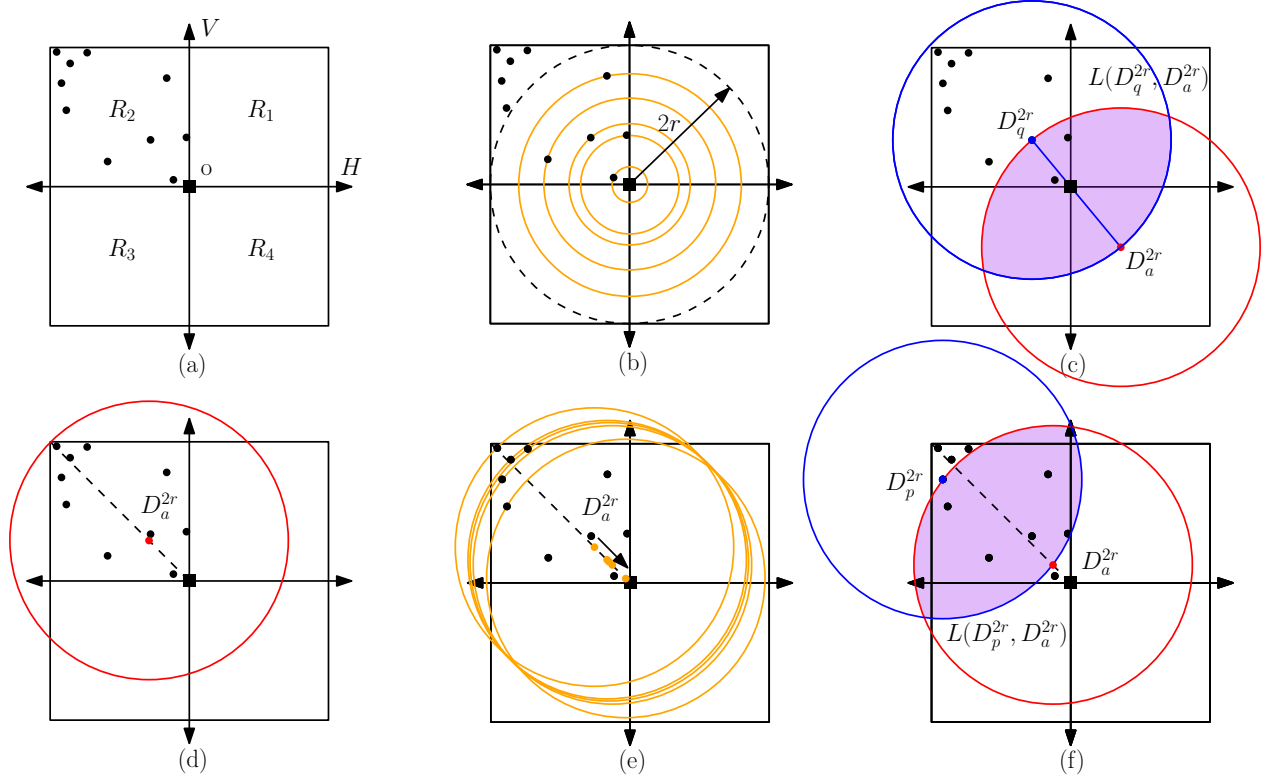 V
R₂
R₁
o
H
R₃
R₄
(a)
2r
(b)
L(D_q^{2r}, D_a^{2r})
D_q^{2r}
D_a^{2r}
(c)
D_a^{2r}
(d)
D_a^{2r}
(e)
D_p^{2r}
D_a^{2r}
L(D_p^{2r}, D_a^{2r})
(f)